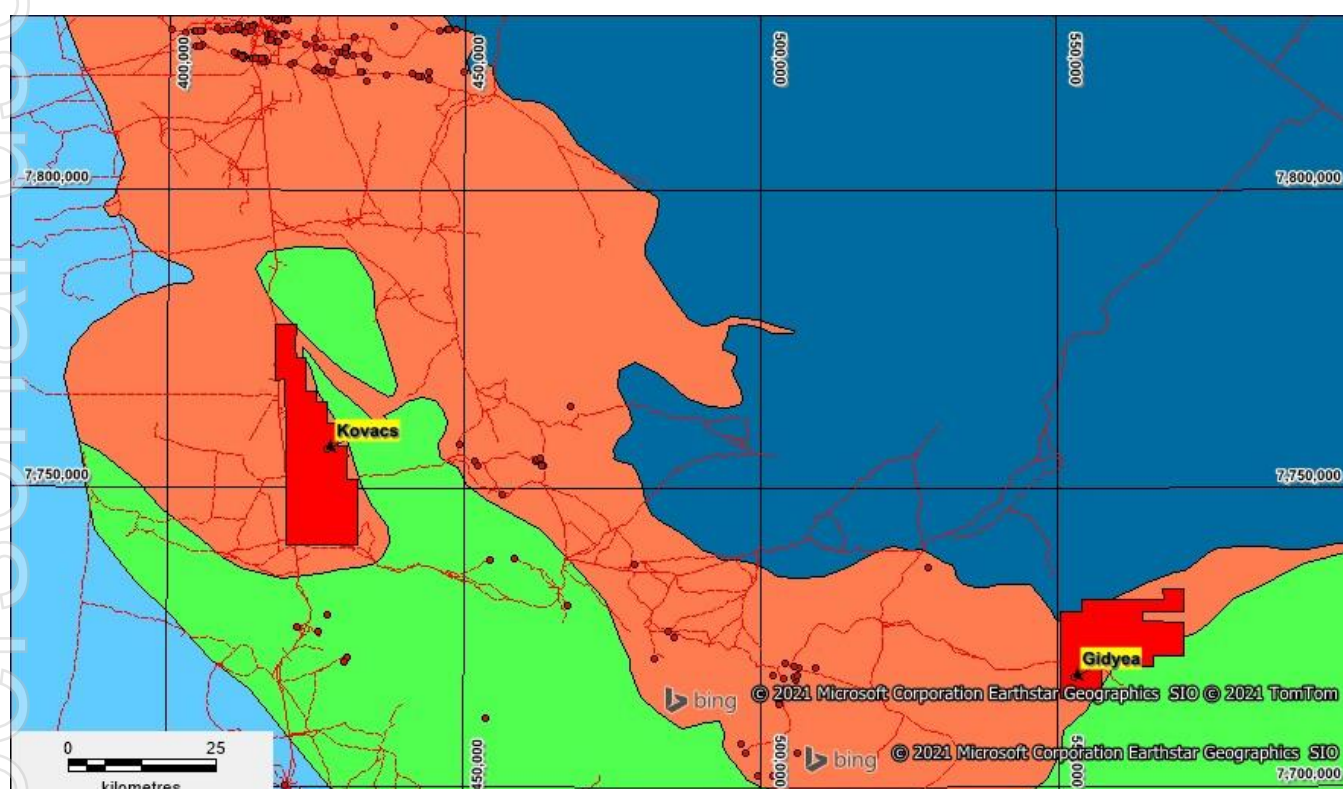 400,000
450,000
500,000
550,000
7,800,000
7,800,000
Kovacs
7,750,000
7,750,000
Gidyea
bing © 2021 Microsoft Corporation Earthstar Geographics SIO © 2021 TomTom
bing © 2021 Microsoft Corporation Earthstar Geographics SIO
0 25
kilometres
450,000
500,000
7,700,000